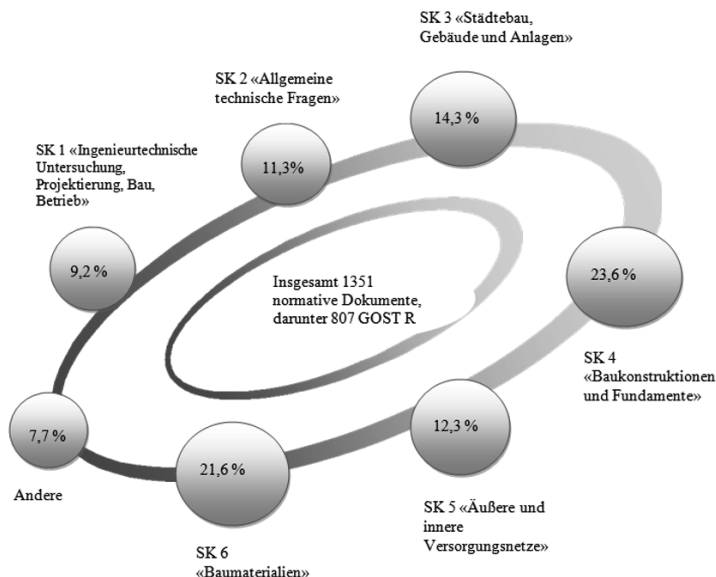 SK 3 «Städtebau,
Gebäude und Anlagen»
14,3 %
SK 2 «Allgemeine
technische Fragen»
11,3%
SK 1 «Ingenieurtechnische
Untersuchung,
Projektierung, Bau,
Betrieb»
9,2 %
Insgesamt 1351
normative Dokumente,
darunter 807 GOST R
23,6 %
SK 4
«Baukonstruktionen
und Fundamente»
12,3 %
SK 5 «Äußere und
innere
Versorgungsnetze»
21,6 %
SK 6
«Baumaterialien»
7,7 %
Andere